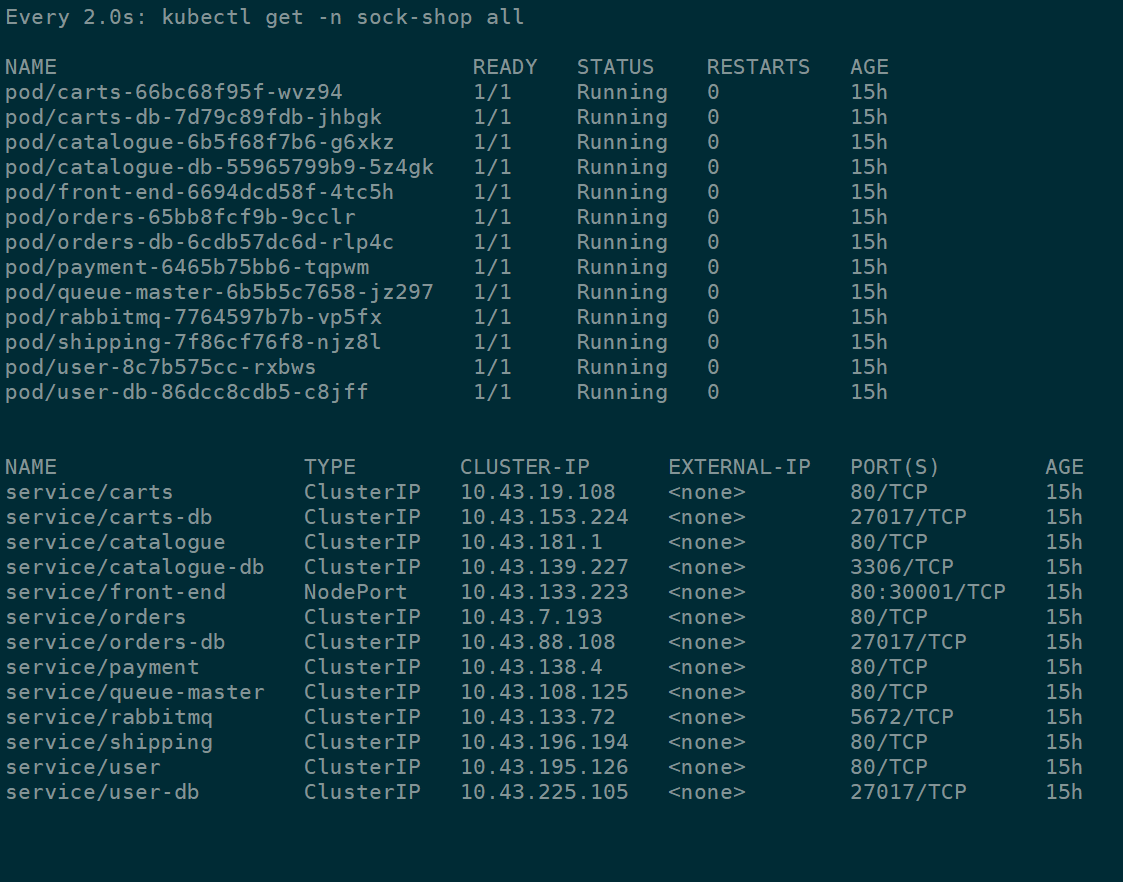 Every 2.0s: kubectl get -n sock-shop all
NAME READY STATUS RESTARTS AGE
pod/carts-66bc68f95f-wvz94 1/1 Running 0 15h
pod/carts-db-7d79c89fdb-jhbgk 1/1 Running 0 15h
pod/catalogue-6b5f68f7b6-g6xkz 1/1 Running 0 15h
pod/catalogue-db-55965799b9-5z4gk 1/1 Running 0 15h
pod/front-end-6694dcd58f-4tc5h 1/1 Running 0 15h
pod/orders-65bb8fcf9b-9cclr 1/1 Running 0 15h
pod/orders-db-6cdb57dc6d-rlp4c 1/1 Running 0 15h
pod/payment-6465b75bb6-tqpwm 1/1 Running 0 15h
pod/queue-master-6b5b5c7658-jz297 1/1 Running 0 15h
pod/rabbitmq-7764597b7b-vp5fx 1/1 Running 0 15h
pod/shipping-7f86cf76f8-njz8l 1/1 Running 0 15h
pod/user-8c7b575cc-rxbws 1/1 Running 0 15h
pod/user-db-86dcc8cdb5-c8jff 1/1 Running 0 15h
NAME TYPE CLUSTER-IP EXTERNAL-IP PORT(S) AGE
service/carts ClusterIP 10.43.19.108 <none> 80/TCP 15h
service/carts-db ClusterIP 10.43.153.224 <none> 27017/TCP 15h
service/catalogue ClusterIP 10.43.181.1 <none> 80/TCP 15h
service/catalogue-db ClusterIP 10.43.139.227 <none> 3306/TCP 15h
service/front-end NodePort 10.43.133.223 <none> 80:30001/TCP 15h
service/orders ClusterIP 10.43.7.193 <none> 80/TCP 15h
service/orders-db ClusterIP 10.43.88.108 <none> 27017/TCP 15h
service/payment ClusterIP 10.43.138.4 <none> 80/TCP 15h
service/queue-master ClusterIP 10.43.108.125 <none> 80/TCP 15h
service/rabbitmq ClusterIP 10.43.133.72 <none> 5672/TCP 15h
service/shipping ClusterIP 10.43.196.194 <none> 80/TCP 15h
service/user ClusterIP 10.43.195.126 <none> 80/TCP 15h
service/user-db ClusterIP 10.43.225.105 <none> 27017/TCP 15h